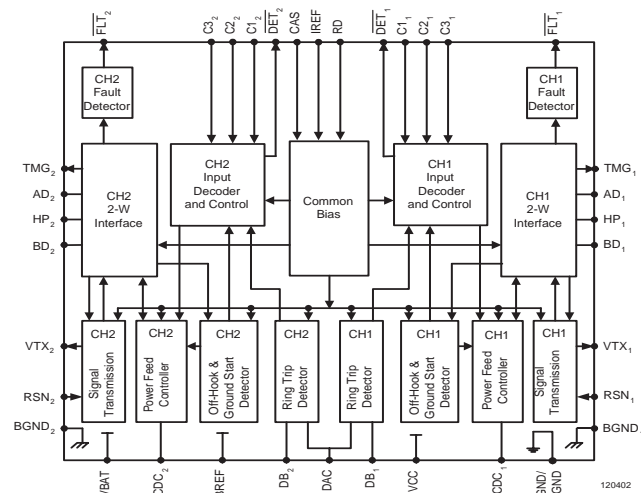 FLT2
C32
C22
C12
DET2
CAS
IREF
RD
DET1
C11
C21
C31
FLT1
CH2
Fault
Detector
CH1
Fault
Detector
TMG2
AD2
HP2
BD2
CH2
2-W
Interface
CH2
Input
Decoder
and Control
Common
Bias
CH1
Input
Decoder
and Control
CH1
2-W
Interface
TMG1
AD1
HP1
BD1
VTX2
RSN2
BGND2
CH2
Signal
Transmission
CH2
Power Feed
Controller
CH2
Off-Hook &
Ground Start
Detector
CH2
Ring Trip
Detector
CH1
Ring Trip
Detector
CH1
Off-Hook &
Ground Start
Detector
CH1
Power Feed
Controller
CH1
Signal
Transmission
VTX1
RSN1
BGND1
VBAT
CDC2
BREF
DB2
DAC
DB1
VCC
CDC1
GND/
GND
120402